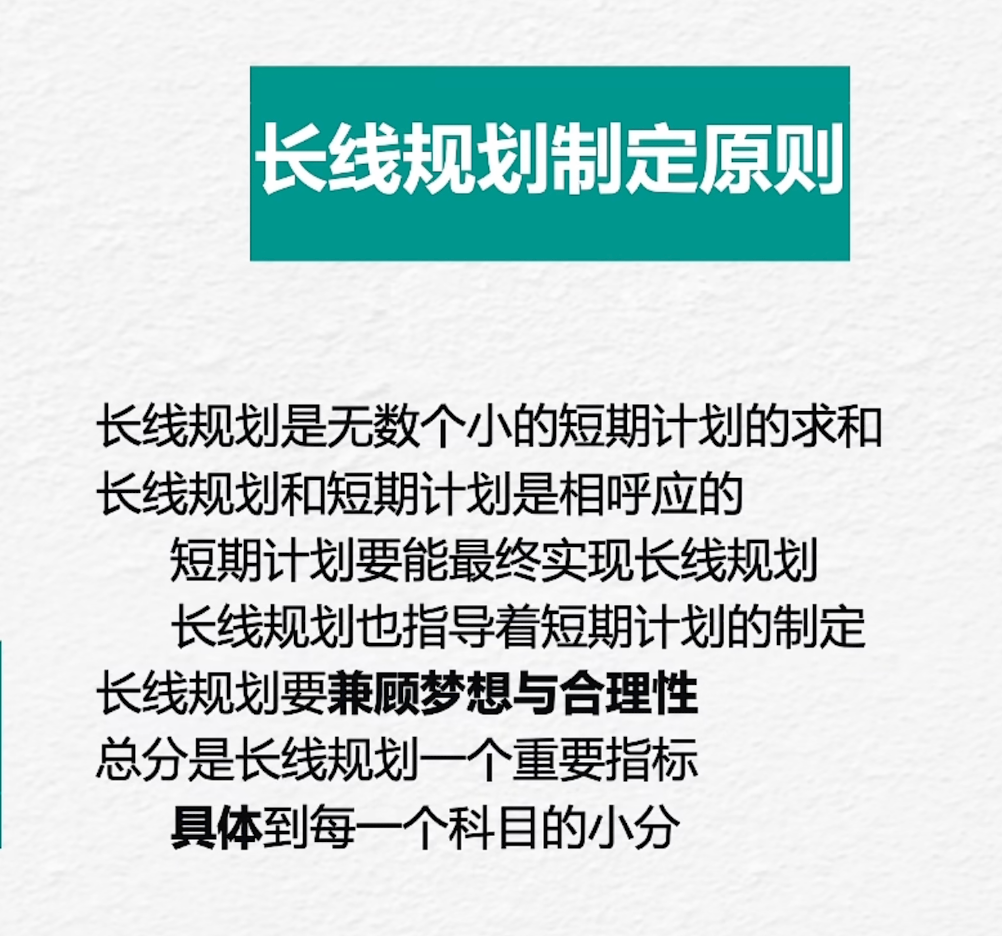 长线规划制定原则
长线规划是无数个小的短期计划的求和
长线规划和短期计划是相呼应的
短期计划要能最终实现长线规划
长线规划也指导着短期计划的制定
长线规划要兼顾梦想与合理性
总分是长线规划一个重要指标
具体到每一个科目的小分